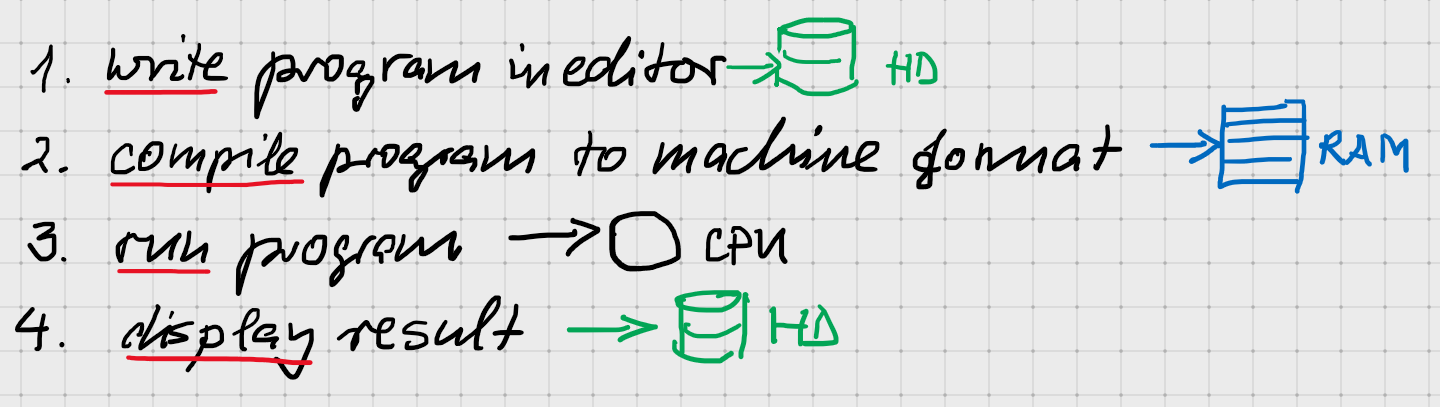 1. write program in editor → HD
2. compile program to machine format → RAM
3. run program → CPU
4. display result → HD